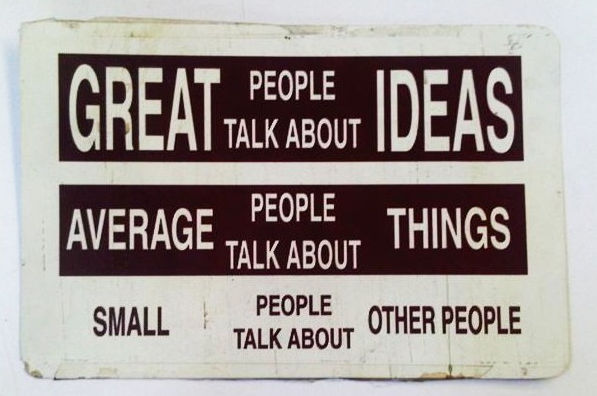 GREAT PEOPLE TALK ABOUT IDEAS
AVERAGE PEOPLE TALK ABOUT THINGS
SMALL PEOPLE TALK ABOUT OTHER PEOPLE